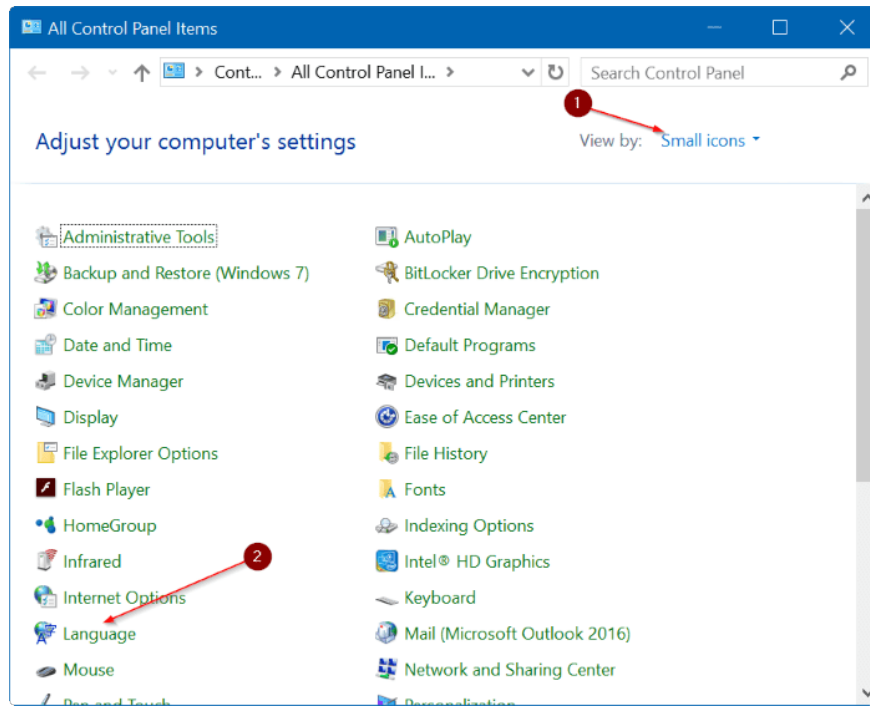 All Control Panel Items
Cont... > All Control Panel I... >
Search Control Panel
1
Adjust your computer's settings
View by: Small icons
Administrative Tools
AutoPlay
Backup and Restore (Windows 7)
BitLocker Drive Encryption
Color Management
Credential Manager
Date and Time
Default Programs
Device Manager
Devices and Printers
Display
Ease of Access Center
File Explorer Options
File History
Flash Player
Fonts
HomeGroup
Indexing Options
2
Infrared
Intel® HD Graphics
Internet Options
Keyboard
Language
Mail (Microsoft Outlook 2016)
Mouse
Network and Sharing Center
Pen and Touch
Personalization